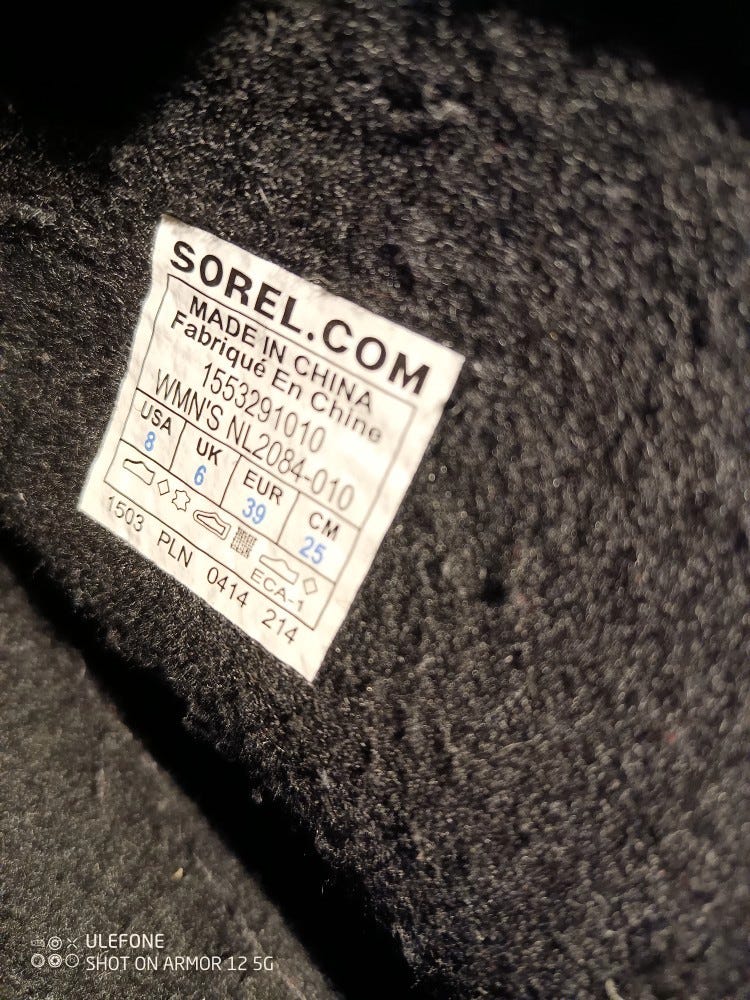 SOREL.COM
MADE IN CHINA
Fabriqué En Chine
1553291010
WMN'S NL2084-010
USA UK EUR CM
8 6 39 25
ECA-1
1503 PLN 0414 214
ULEFONE
SHOT ON ARMOR 12 5G